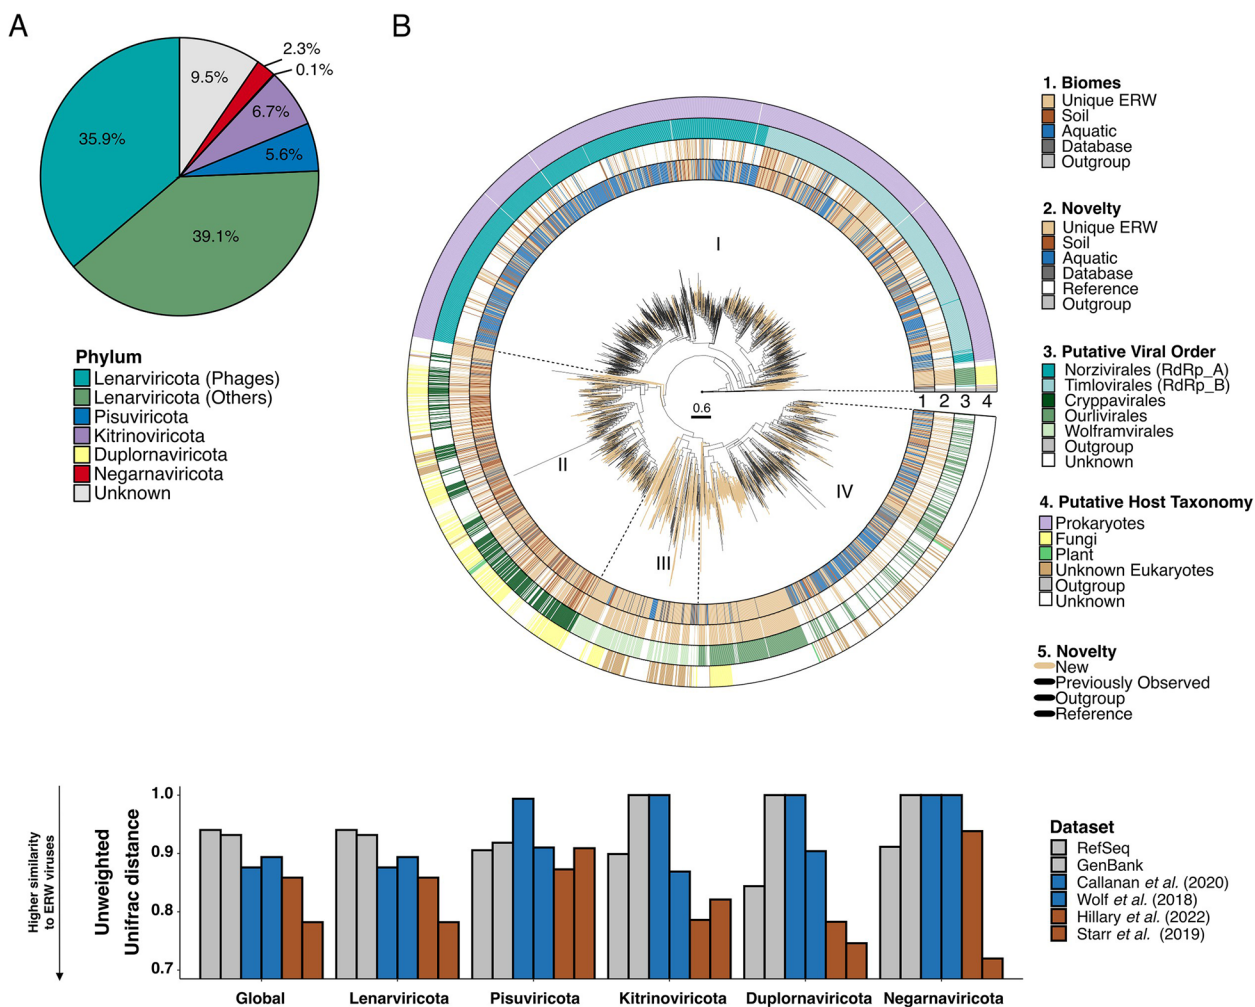 A
B
2.3%
0.1%
9.5%
6.7%
35.9%
5.6%
39.1%
Phylum
Lenarviricota (Phages)
Lenarviricota (Others)
Pisuviricota
Kitrinoviricota
Duplornaviricota
Negarnaviricota
Unknown
I
II
III
IV
0.6
1 2 3 4
1. Biomes
Unique ERW
Soil
Aquatic
Database
Outgroup
2. Novelty
Unique ERW
Soil
Aquatic
Database
Reference
Outgroup
3. Putative Viral Order
Norzivirales (RdRp_A)
Timlovirales (RdRp_B)
Cryppavirales
Ourlivirales
Wolframvirales
Outgroup
Unknown
4. Putative Host Taxonomy
Prokaryotes
Fungi
Plant
Unknown Eukaryotes
Outgroup
Unknown
5. Novelty
New
Previously Observed
Outgroup
Reference
Higher similarity
to ERW viruses
Unweighted
Unifrac distance
1.0
0.9
0.8
0.7
Global
Lenarviricota
Pisuviricota
Kitrinoviricota
Duplornaviricota
Negarnaviricota
Dataset
RefSeq
GenBank
Callanan et al. (2020)
Wolf et al. (2018)
Hillary et al. (2022)
Starr et al. (2019)